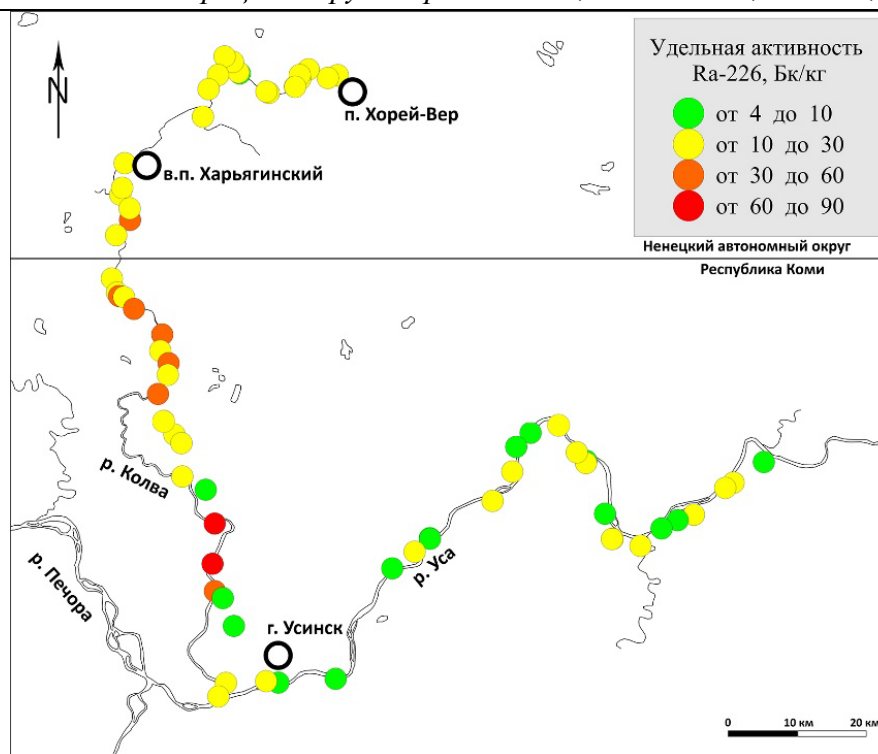 Удельная активность
Ra-226, Бк/кг
от 4 до 10
от 10 до 30
от 30 до 60
от 60 до 90
N
п. Хорей-Вер
в.п. Харьягинский
Ненецкий автономный округ
Республика Коми
р. Колва
р. Уса
р. Печора
г. Усинск
0 10 км 20 км